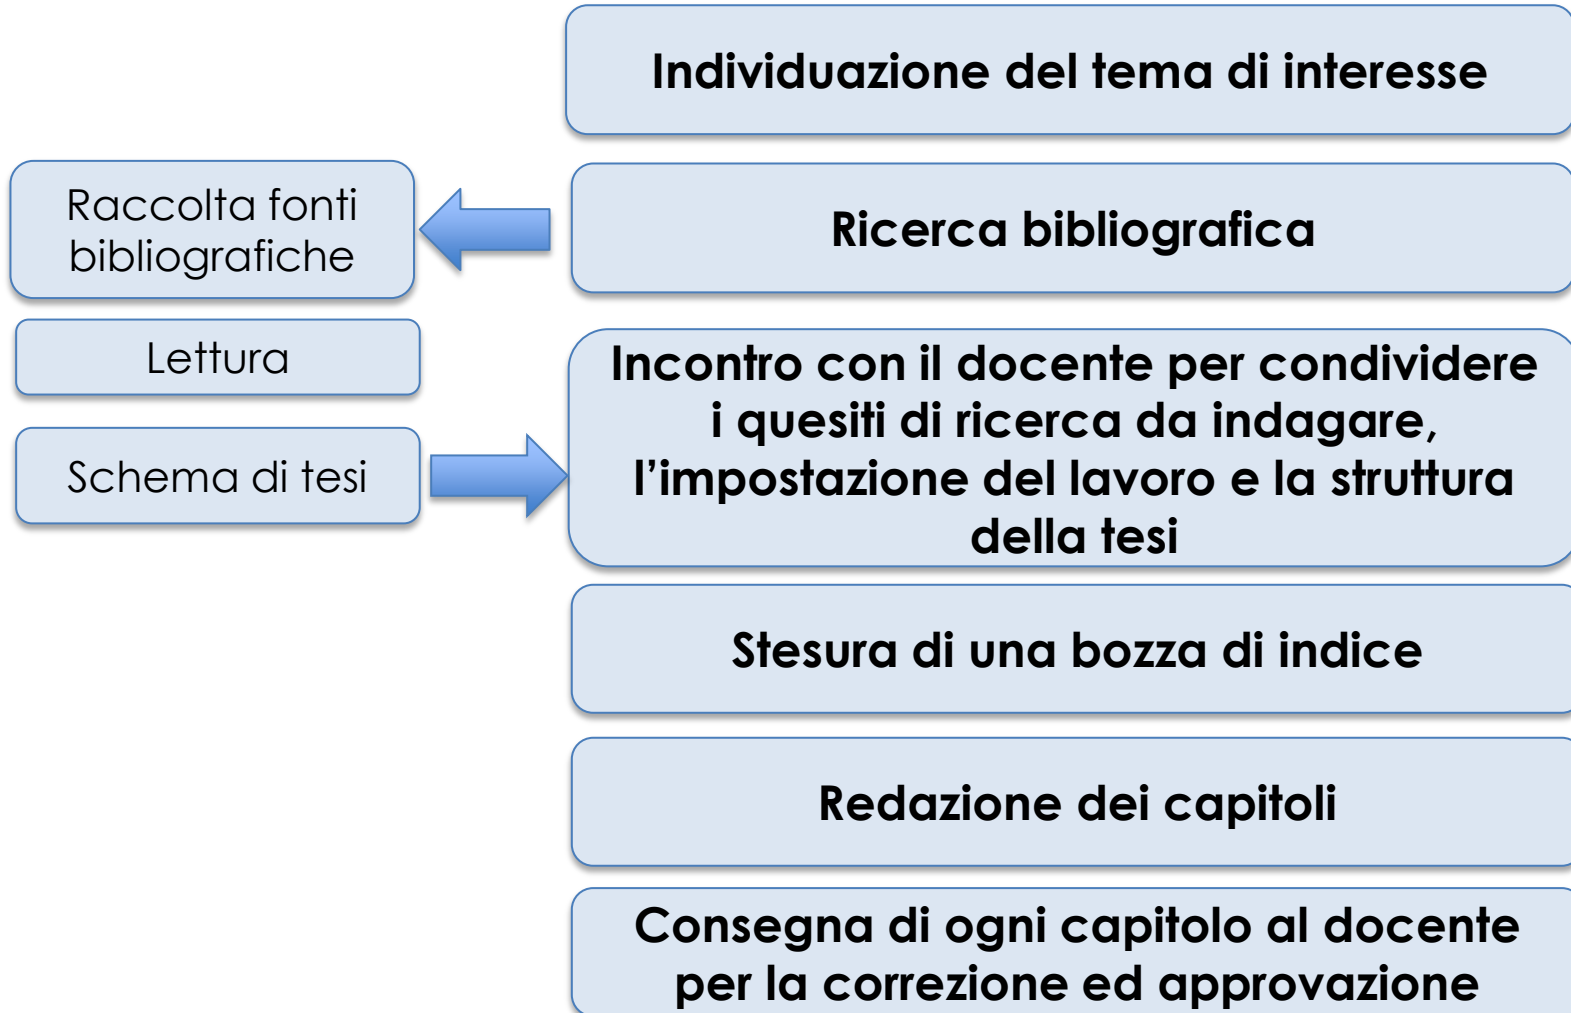 Individuazione del tema di interesse
Ricerca bibliografica
Raccolta fonti
bibliografiche
Lettura
Schema di tesi
Incontro con il docente per condividere
i quesiti di ricerca da indagare,
l’impostazione del lavoro e la struttura
della tesi
Stesura di una bozza di indice
Redazione dei capitoli
Consegna di ogni capitolo al docente
per la correzione ed approvazione